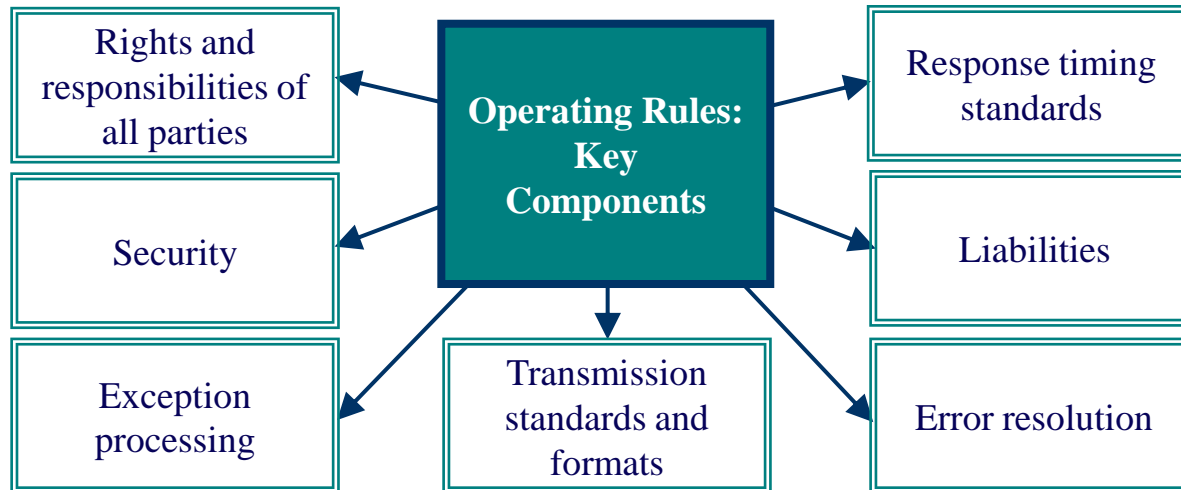 Rights and
responsibilities of
all parties
Operating Rules:
Key
Components
Response timing
standards
Security
Liabilities
Exception
processing
Transmission
standards and
formats
Error resolution